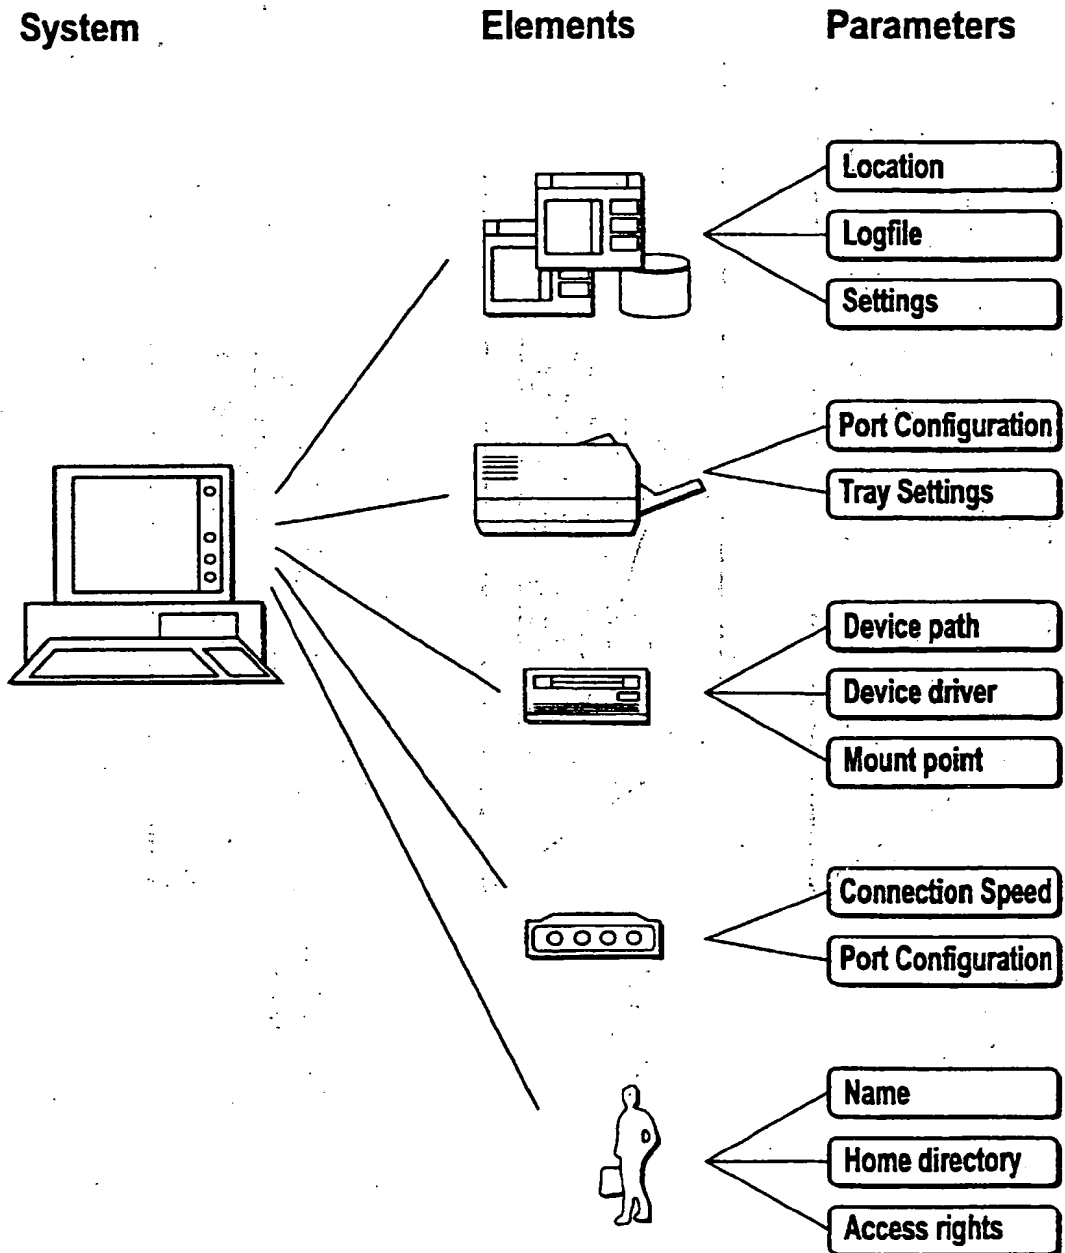 System Elements Parameters
Location
Logfile
Settings
Port Configuration
Tray Settings
Device path
Device driver
Mount point
Connection Speed
Port Configuration
Name
Home directory
Access rights